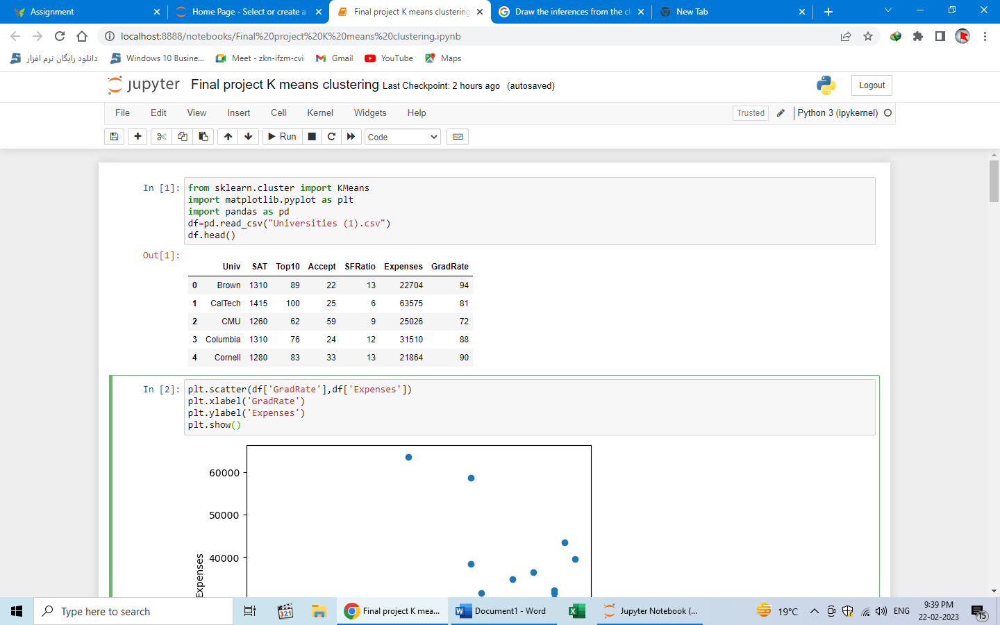 Assignment
Home Page - Select or create a
Final project K means clustering
Draw the inferences from the cl
New Tab
localhost:8888/notebooks/Final%20project%20K%20means%20clustering.ipynb
دانلود رایگان نرم افزار
Windows 10 Busine...
Meet - zkn-ifzm-cvi
Gmail
YouTube
Maps
jupyter Final project K means clustering Last Checkpoint: 2 hours ago (autosaved)
Logout
File Edit View Insert Cell Kernel Widgets Help
Trusted
Python 3 (ipykernel)
Run
Code
In [1]:
from sklearn.cluster import KMeans
import matplotlib.pyplot as plt
import pandas as pd
df=pd.read_csv("Universities (1).csv")
df.head()
Out[1]:
Univ SAT Top10 Accept SFRatio Expenses GradRate
0 Brown 1310 89 22 13 22704 94
1 CalTech 1415 100 25 6 63575 81
2 CMU 1260 62 59 9 25026 72
3 Columbia 1310 76 24 12 31510 88
4 Cornell 1280 83 33 13 21864 90
In [2]:
plt.scatter(df['GradRate'],df['Expenses'])
plt.xlabel('GradRate')
plt.ylabel('Expenses')
plt.show()
60000
50000
40000
Expenses
Type here to search
321
Final project K mea...
Document1 - Word
Jupyter Notebook (...
19°C
ENG
9:39 PM
22-02-2023
15